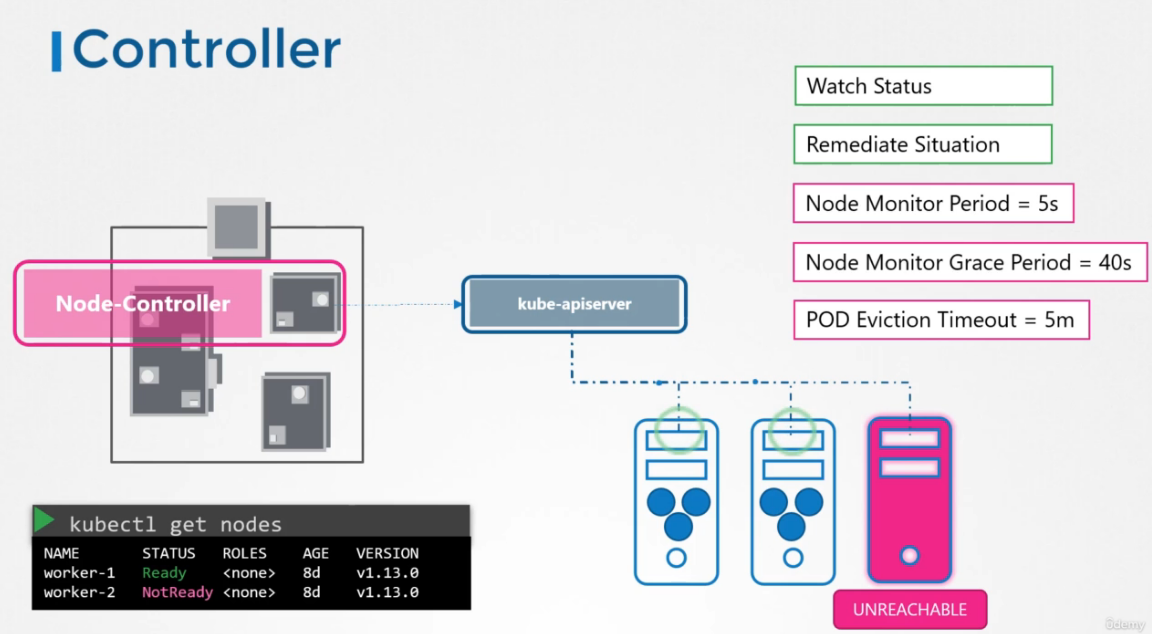 Controller
Watch Status
Remediate Situation
Node Monitor Period = 5s
Node Monitor Grace Period = 40s
POD Eviction Timeout = 5m
Node-Controller
kube-apiserver
kubectl get nodes
NAME STATUS ROLES AGE VERSION
worker-1 Ready <none> 8d v1.13.0
worker-2 NotReady <none> 8d v1.13.0
UNREACHABLE
ûdemy